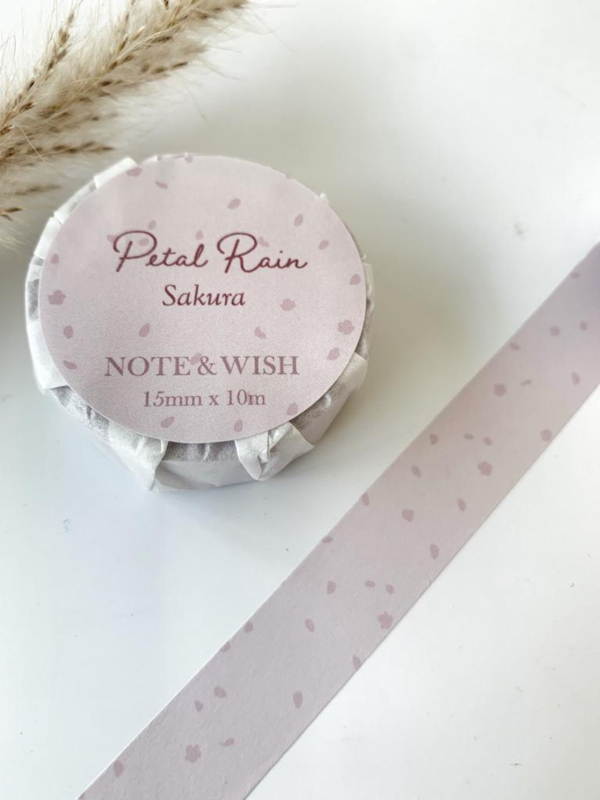 Petal Rain
Sakura
NOTE & WISH
15mm x 10m